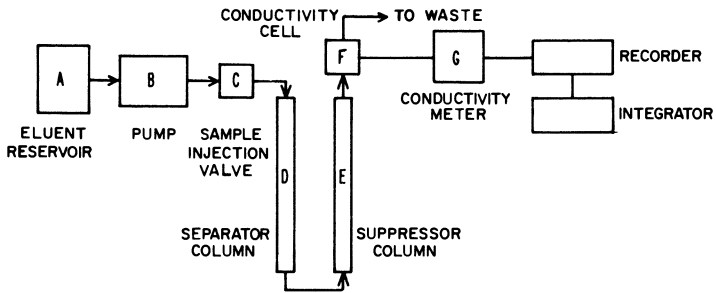 CONDUCTIVITY
CELL
TO WASTE
A
B
C
D
E
F
G
ELUENT
RESERVOIR
PUMP
SAMPLE
INJECTION
VALVE
SEPARATOR
COLUMN
SUPPRESSOR
COLUMN
CONDUCTIVITY
METER
RECORDER
INTEGRATOR